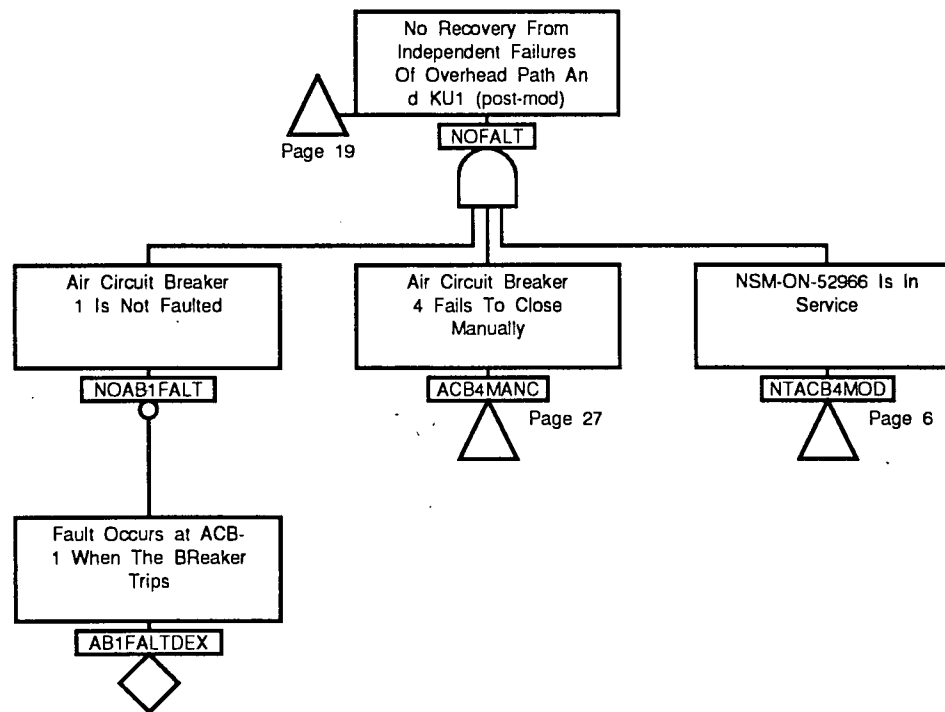 No Recovery From
Independent Failures
Of Overhead Path An
d KU1 (post-mod)
Page 19
NOFALT
Air Circuit Breaker
1 Is Not Faulted
Air Circuit Breaker
4 Fails To Close
Manually
NSM-ON-52966 Is In
Service
NOAB1FALT
ACB4MANC
NTACB4MOD
Page 27
Page 6
Fault Occurs at ACB-
1 When The BReaker
Trips
AB1FALTDEX